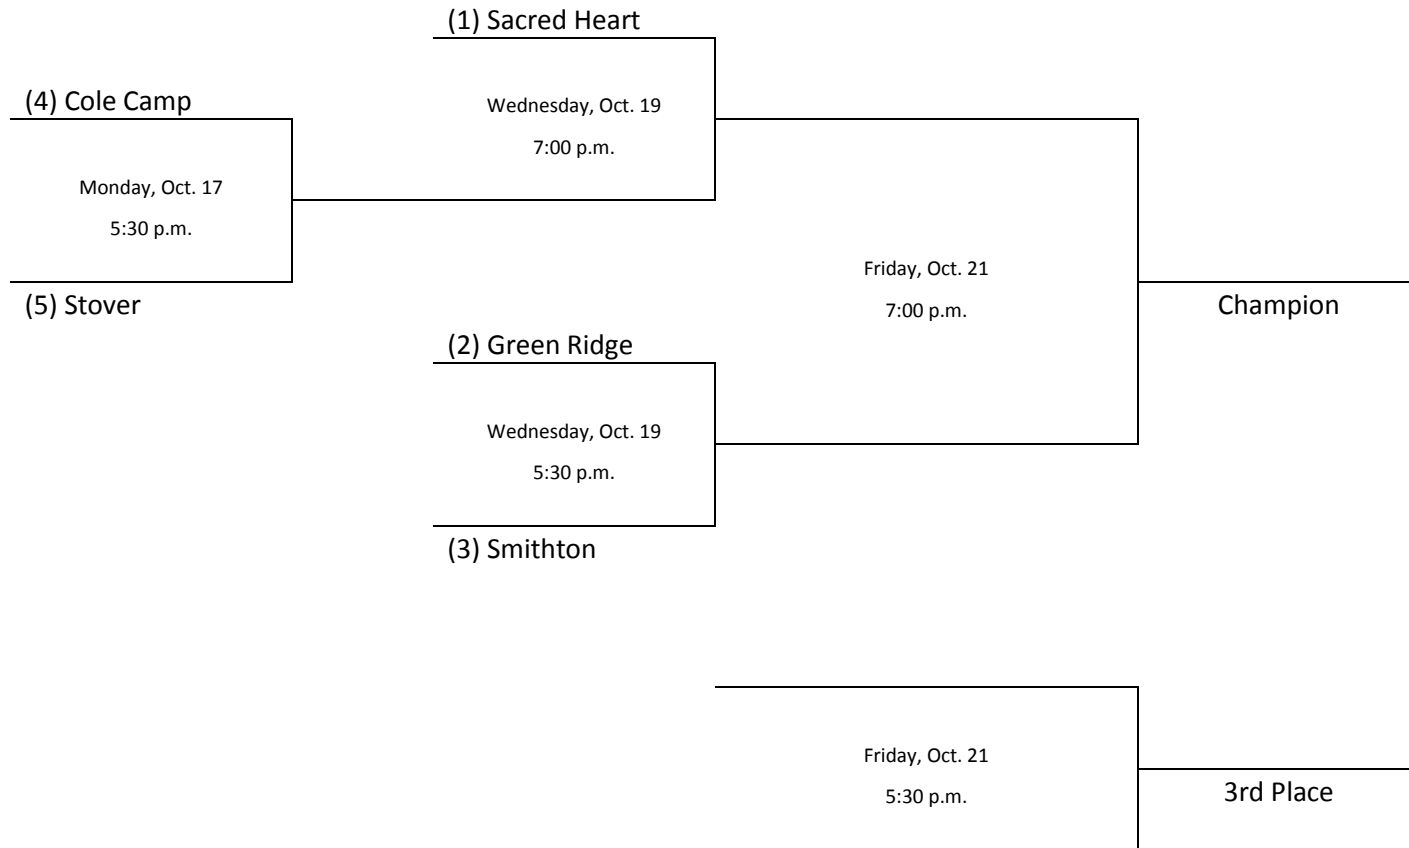 (1) Sacred Heart
(4) Cole Camp
Wednesday, Oct. 19
7:00 p.m.
Monday, Oct. 17
5:30 p.m.
(5) Stover
Friday, Oct. 21
7:00 p.m.
Champion
(2) Green Ridge
Wednesday, Oct. 19
5:30 p.m.
(3) Smithton
Friday, Oct. 21
5:30 p.m.
3rd Place